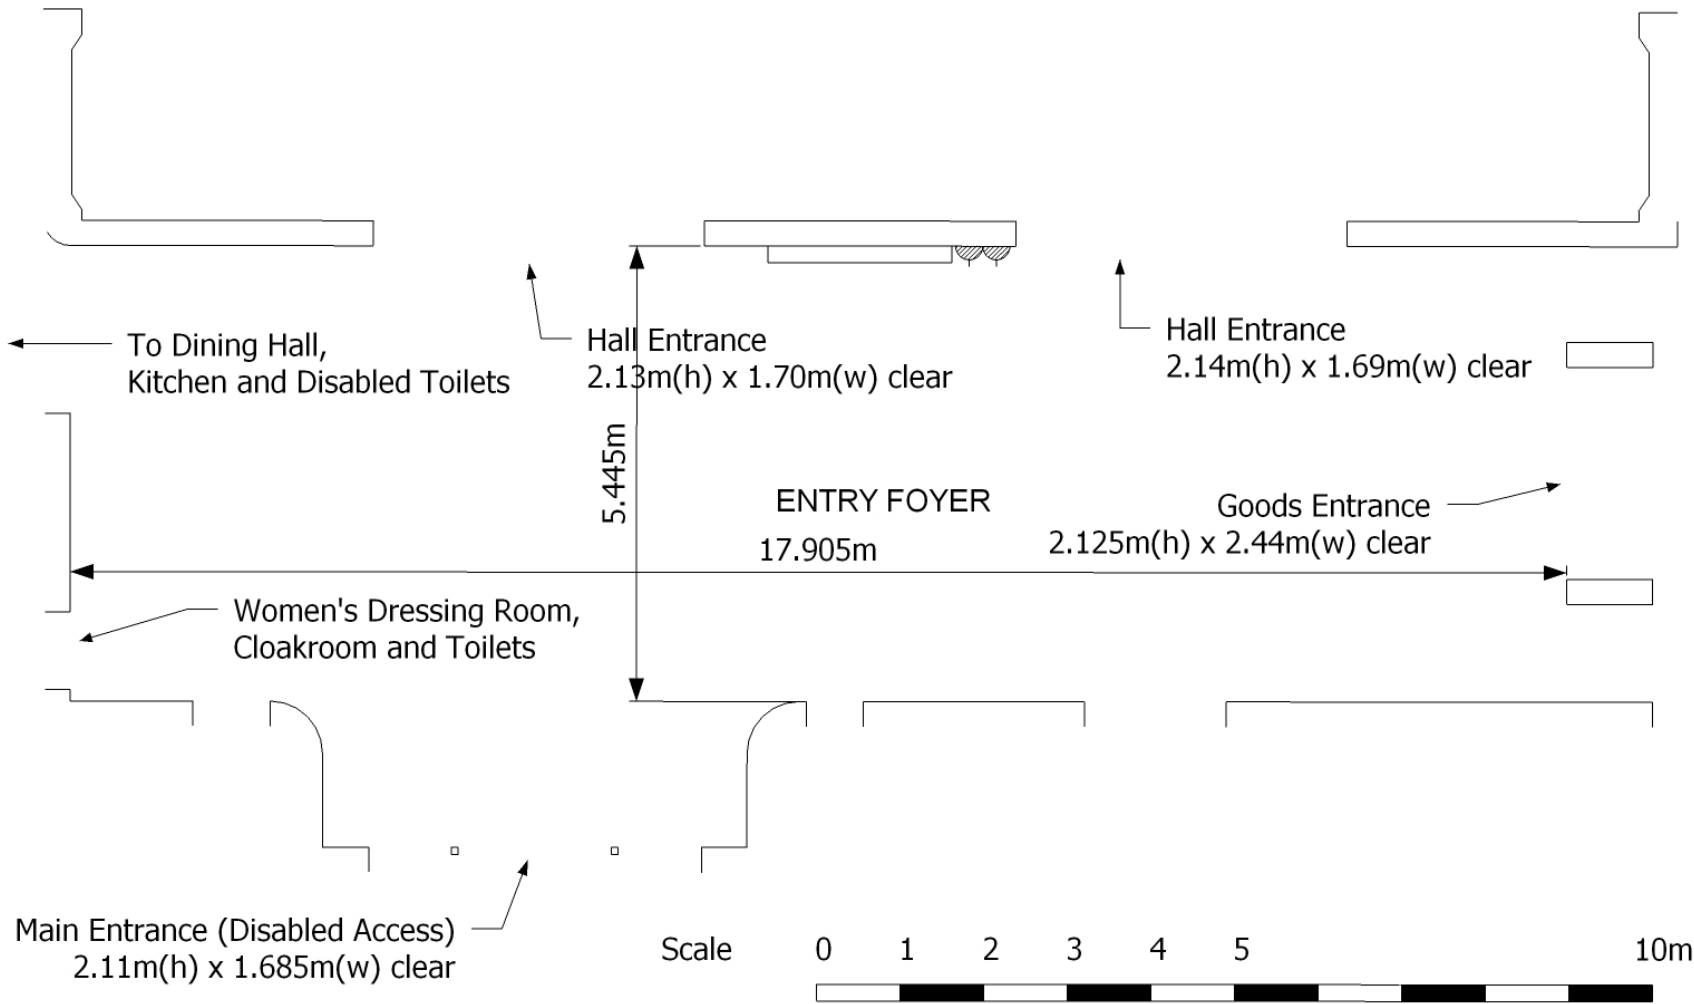 To Dining Hall,
Kitchen and Disabled Toilets
Hall Entrance
2.13m(h) x 1.70m(w) clear
Hall Entrance
2.14m(h) x 1.69m(w) clear
5.445m
ENTRY FOYER
17.905m
Goods Entrance
2.125m(h) x 2.44m(w) clear
Women's Dressing Room,
Cloakroom and Toilets
Main Entrance (Disabled Access)
2.11m(h) x 1.685m(w) clear
Scale 0 1 2 3 4 5 10m